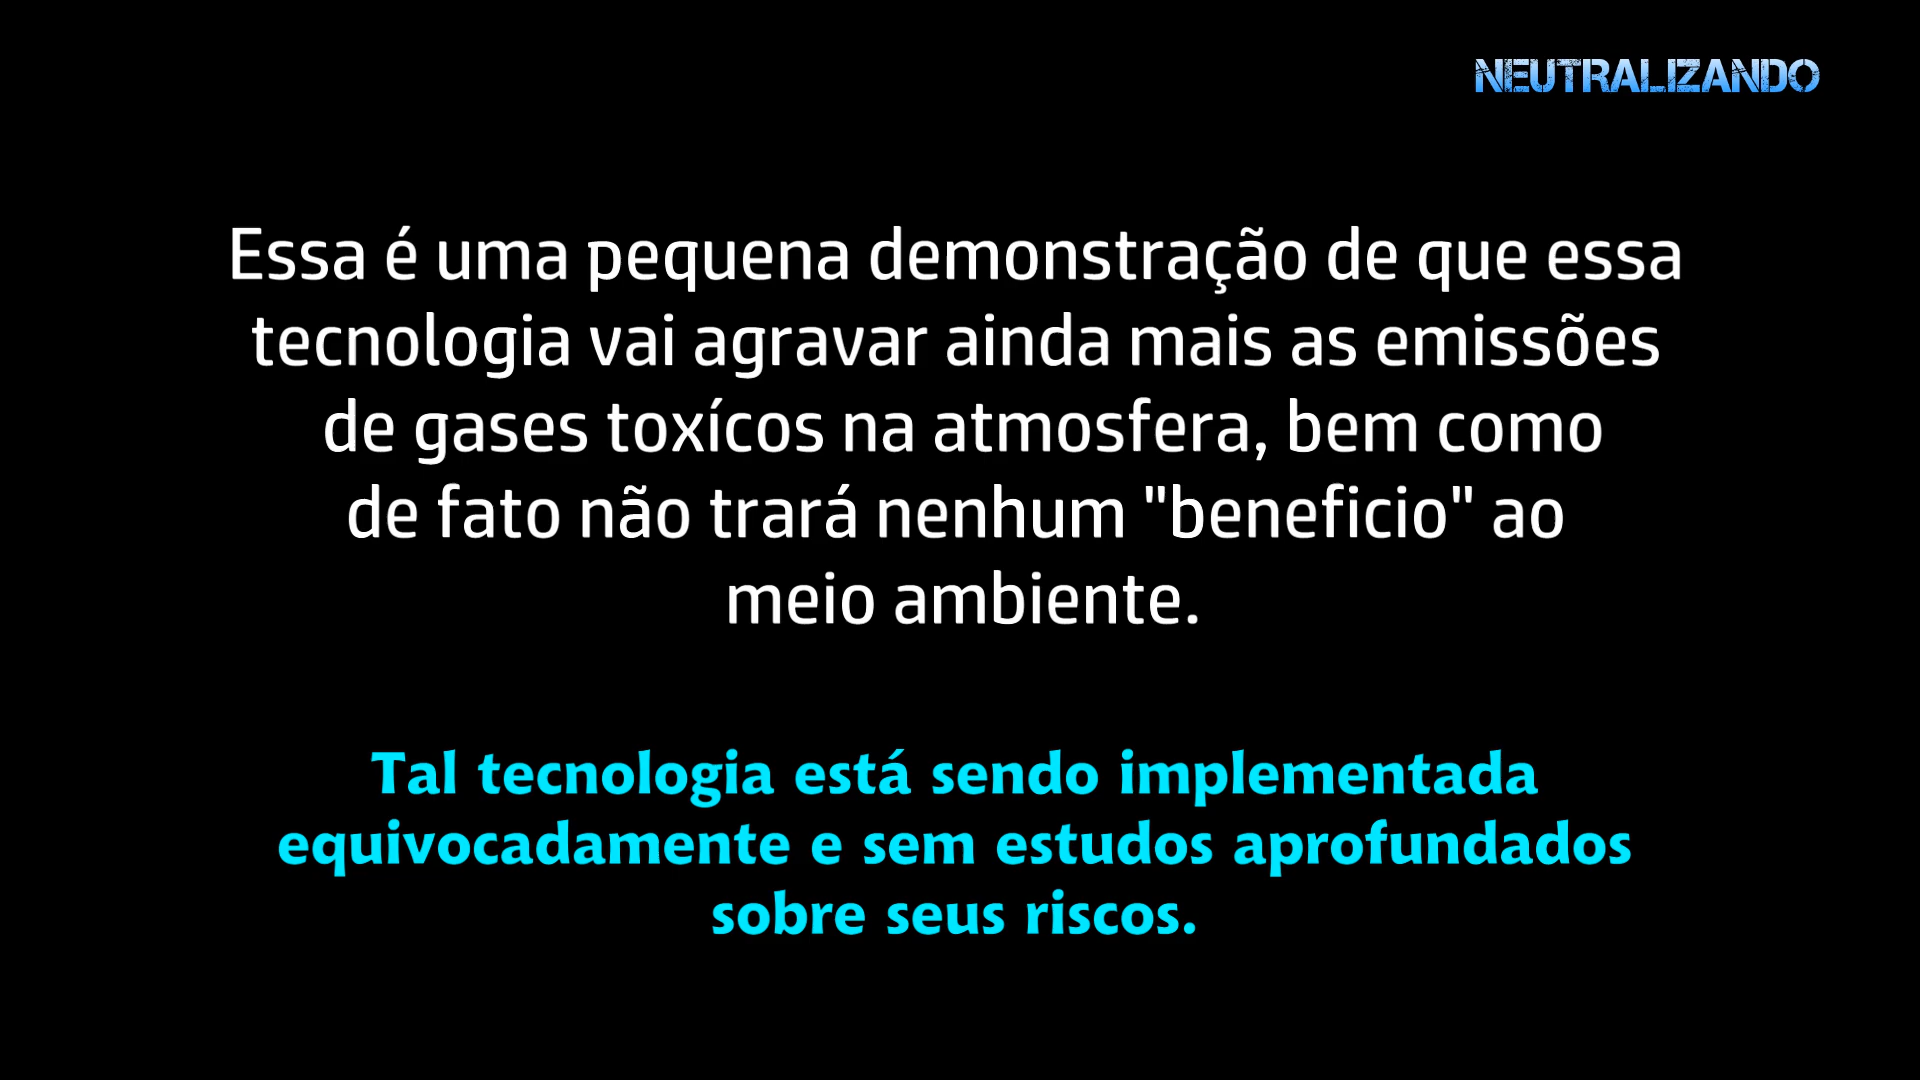 NEUTRALIZANDO
Essa é uma pequena demonstração de que essa
tecnologia vai agravar ainda mais as emissões
de gases toxícos na atmosfera, bem como
de fato não trará nenhum "beneficio" ao
meio ambiente.
Tal tecnologia está sendo implementada
equivocadamente e sem estudos aprofundados
sobre seus riscos.